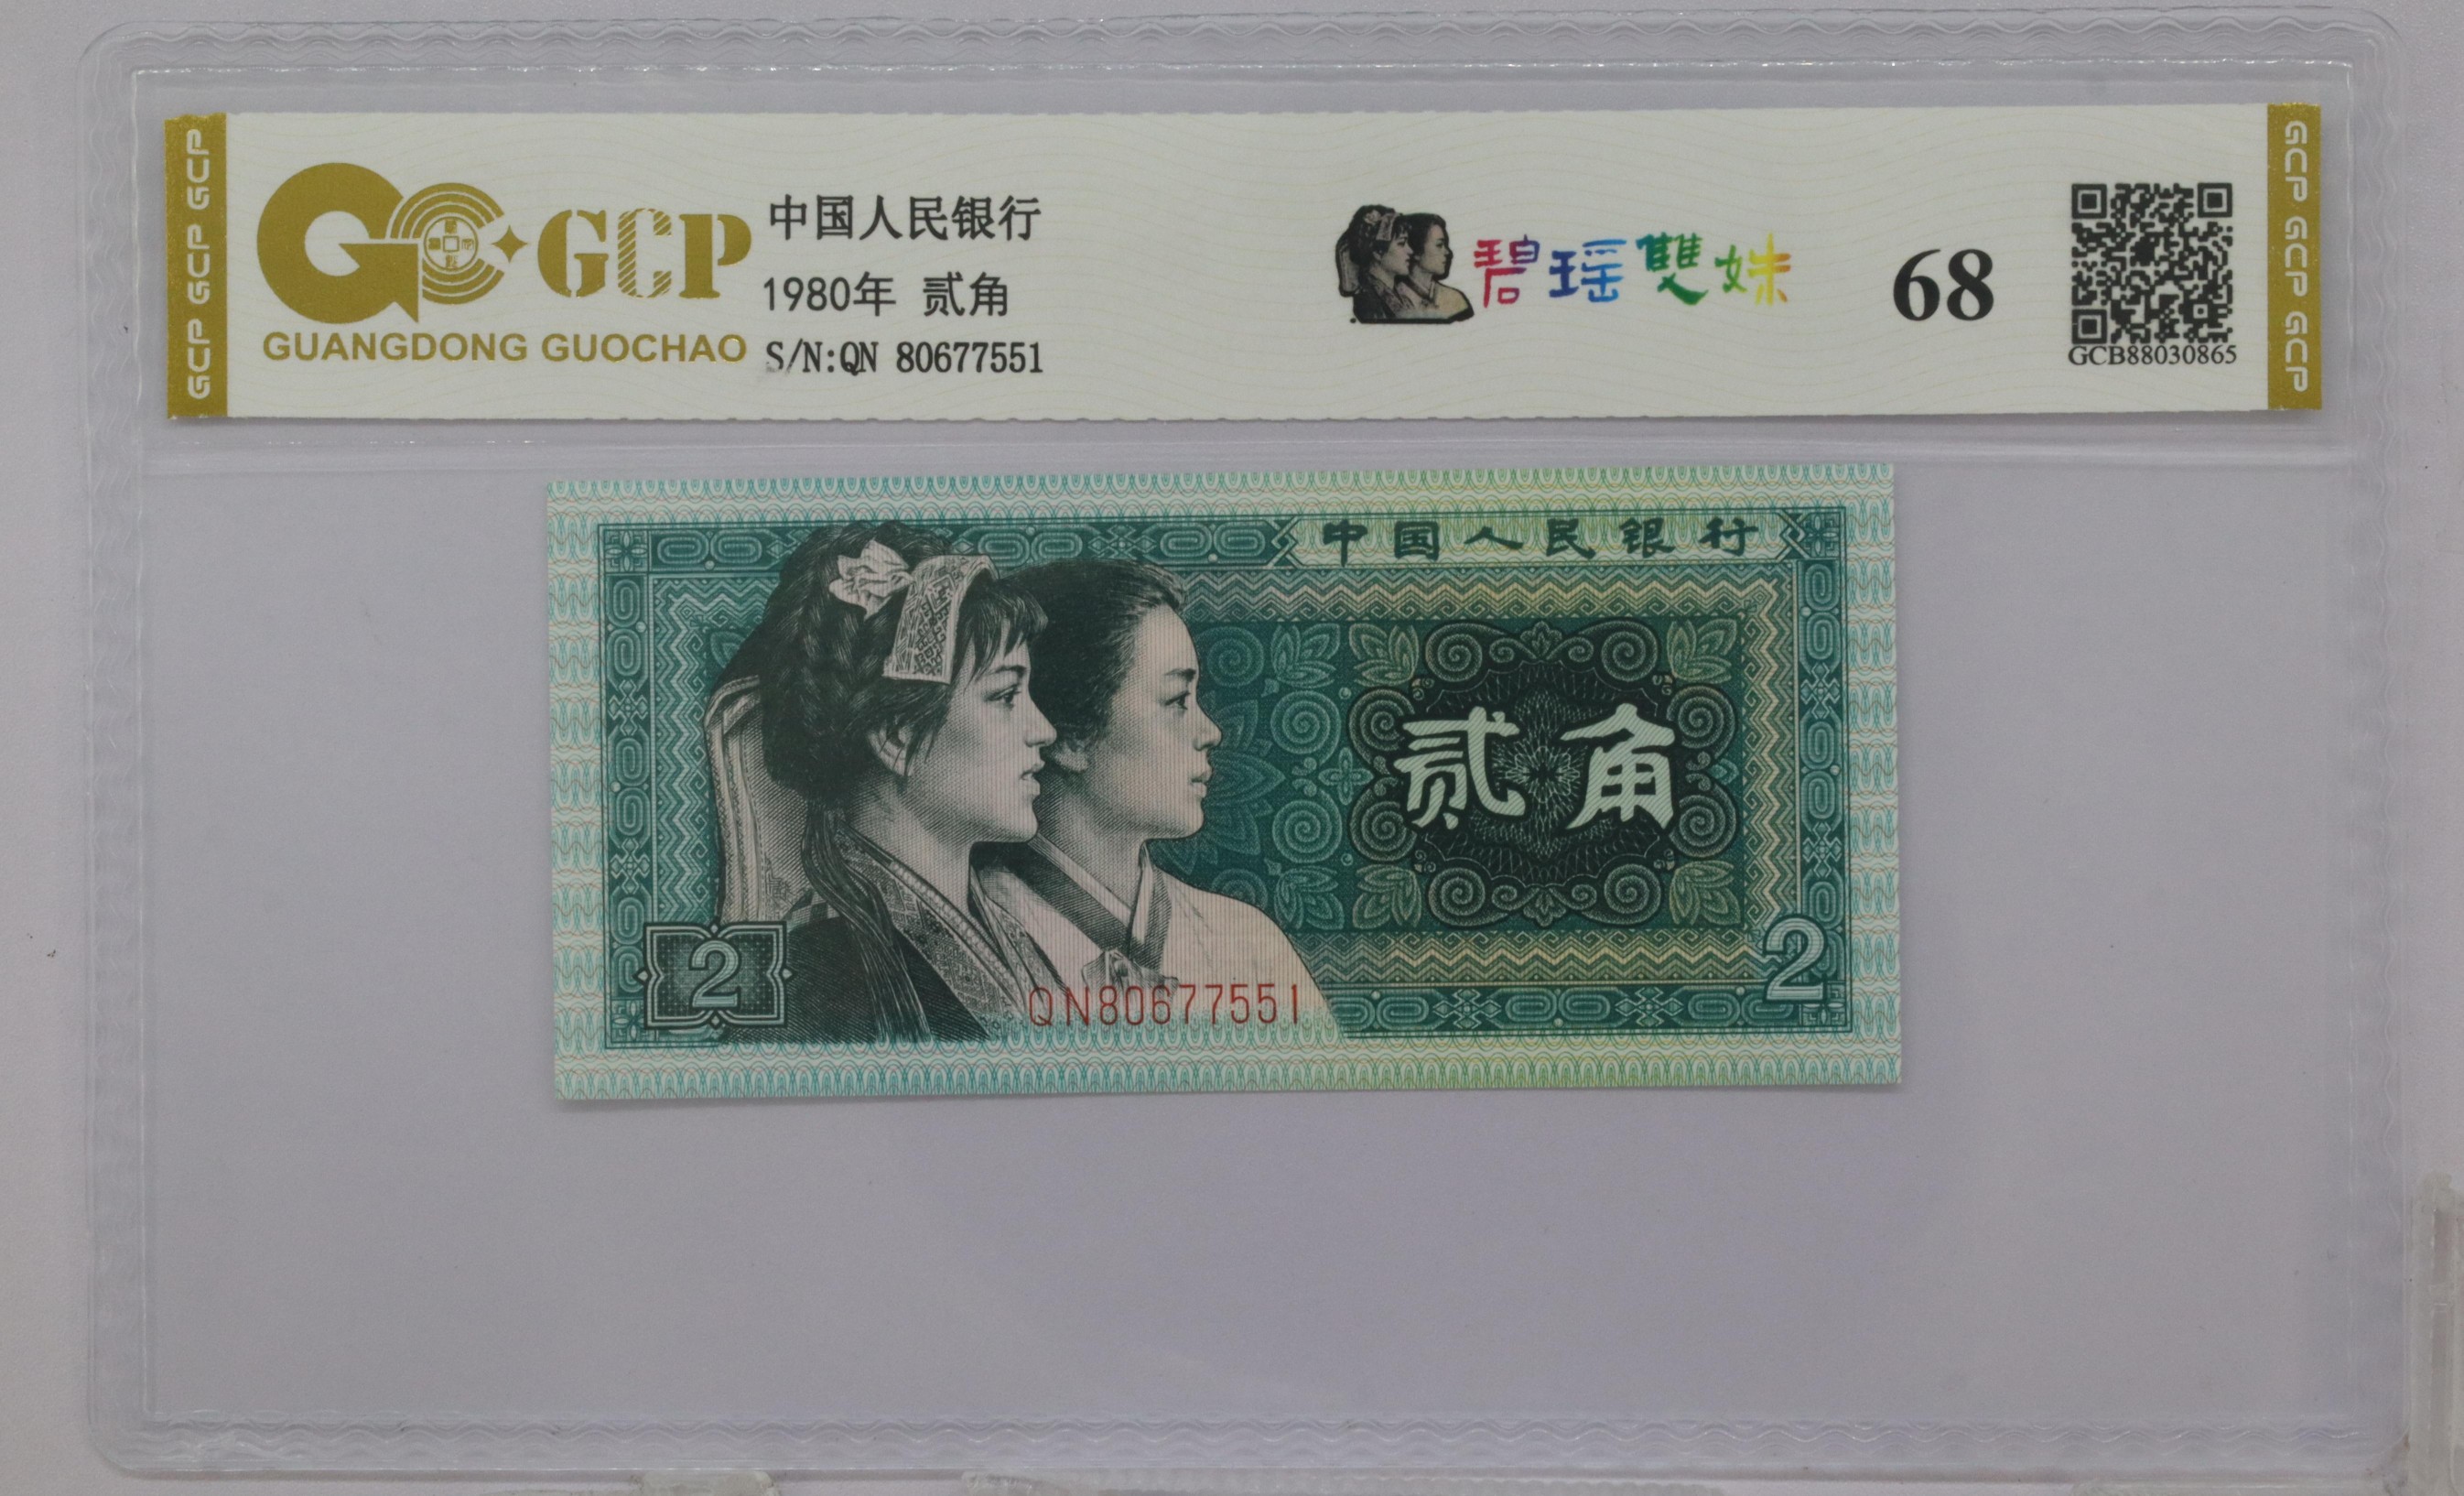 GCP GCP GCP
GCP
GUANGDONG GUOCHAO
中国人民银行
1980年 贰角
S/N:QN 80677551
碧瑶雙姝
68
GCB88030865
GCP GCP GCP
中国人民银行
贰角
2
QN80677551
2